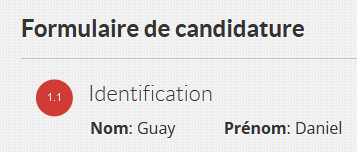 Formulaire de candidature
1.1 Identification
Nom: Guay Prénom: Daniel